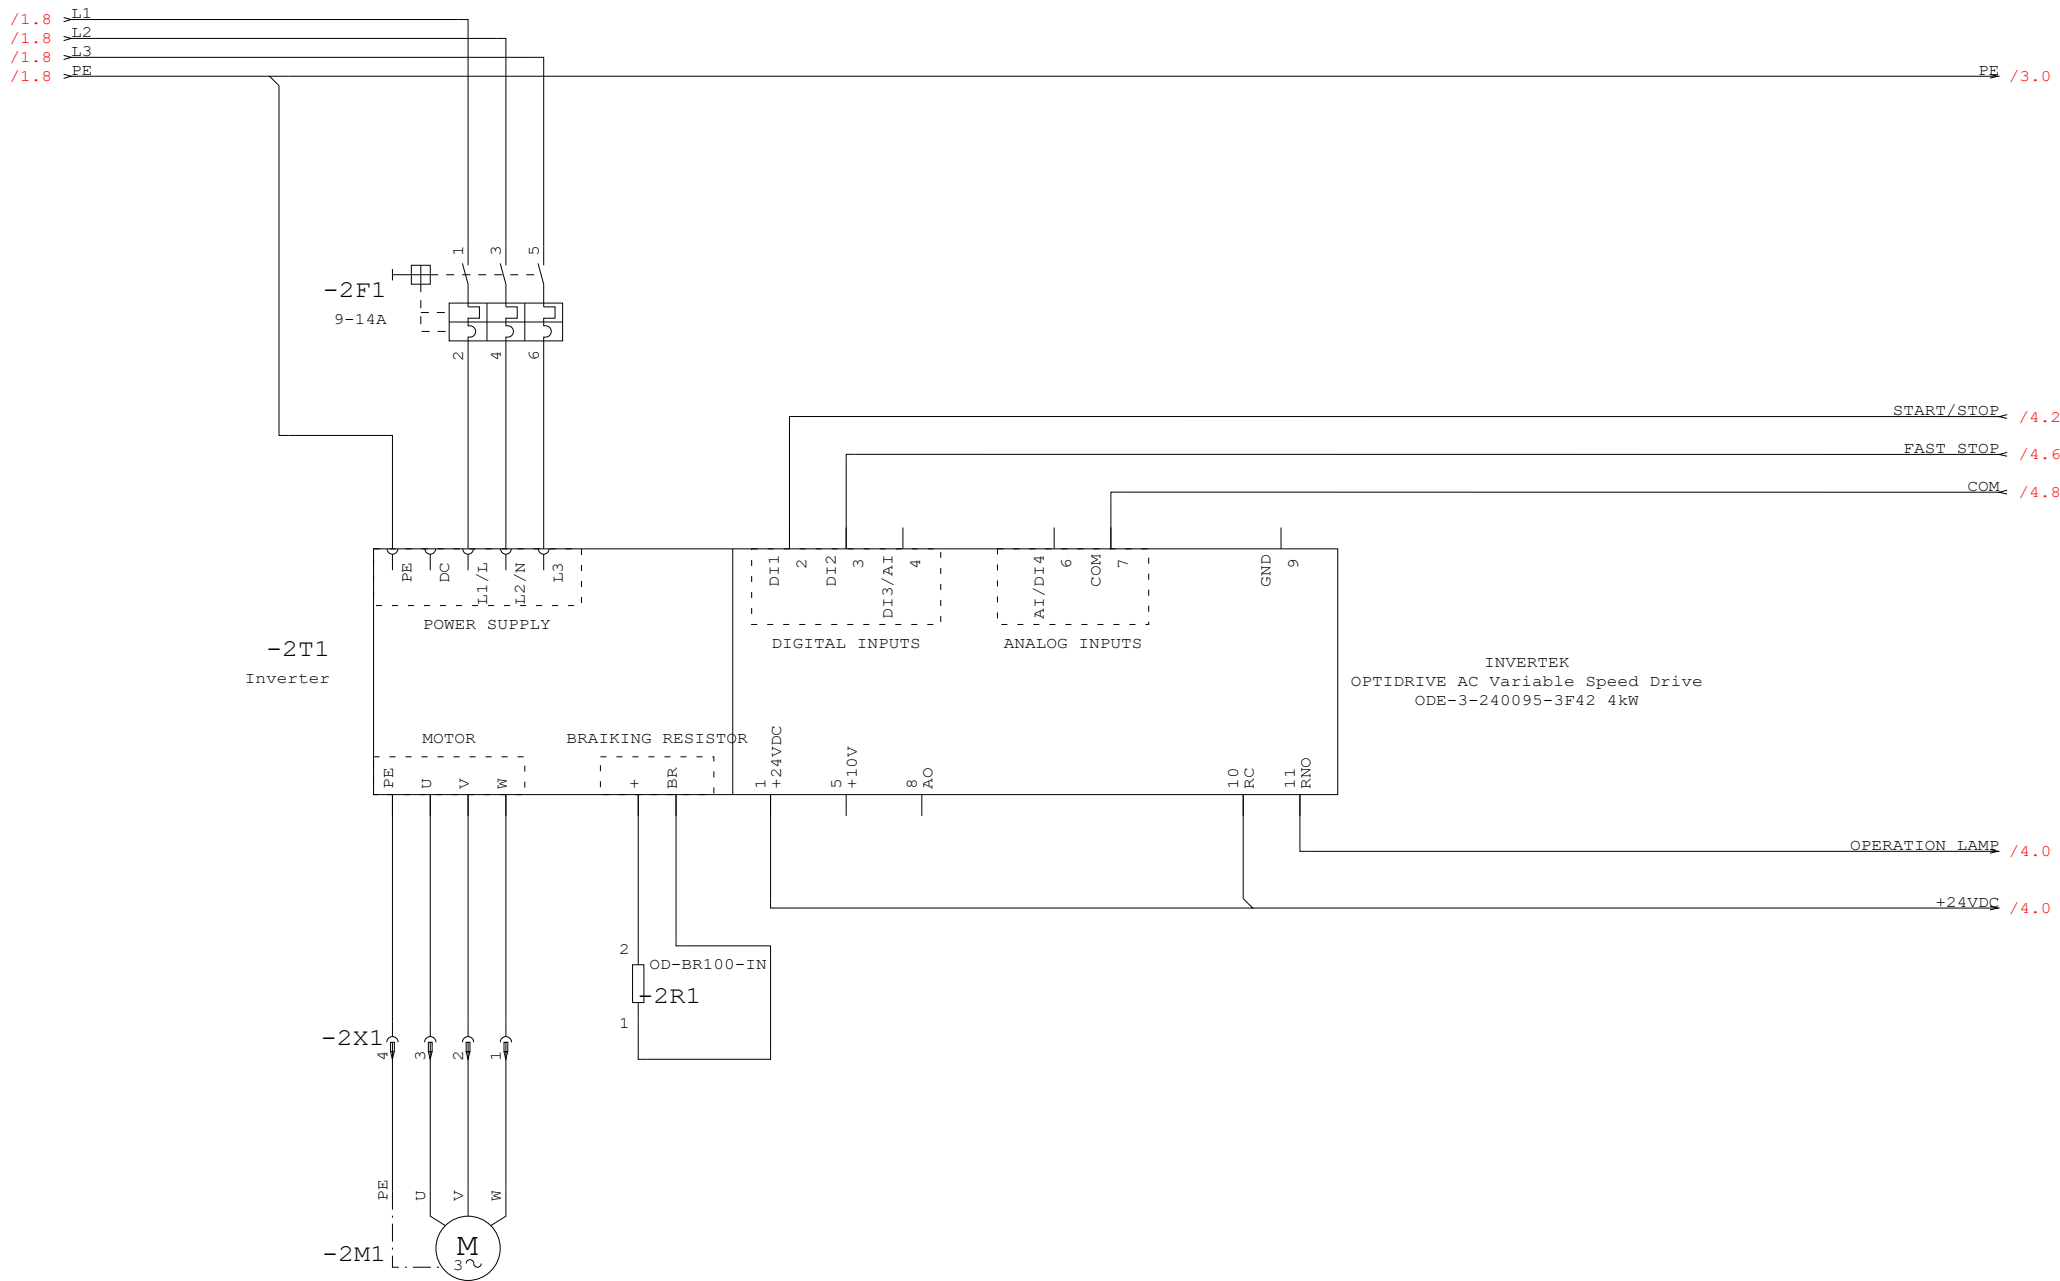 /1.8 L1
/1.8 L2
/1.8 L3
/1.8 PE
PE /3.0
1 3 5
-2F1
9-14A
2 4 6
START/STOP /4.2
FAST STOP /4.6
COM /4.8
PE DC L1/L L2/N L3
POWER SUPPLY
DI1 2 DI2 3 DI3/AI 4
DIGITAL INPUTS
AI/DI4 6 COM 7
ANALOG INPUTS
GND 9
-2T1
Inverter
INVERTEK
OPTIDRIVE AC Variable Speed Drive
ODE-3-240095-3F42 4kW
MOTOR
PE U V W
BRAIKING RESISTOR
+ BR
1 +24VDC
5 +10V
8 AO
10 RC
11 RNO
OPERATION LAMP /4.0
+24VDC /4.0
2
OD-BR100-IN
-2R1
1
-2X1
4 3 2 1
PE U V W
-2M1
M
3